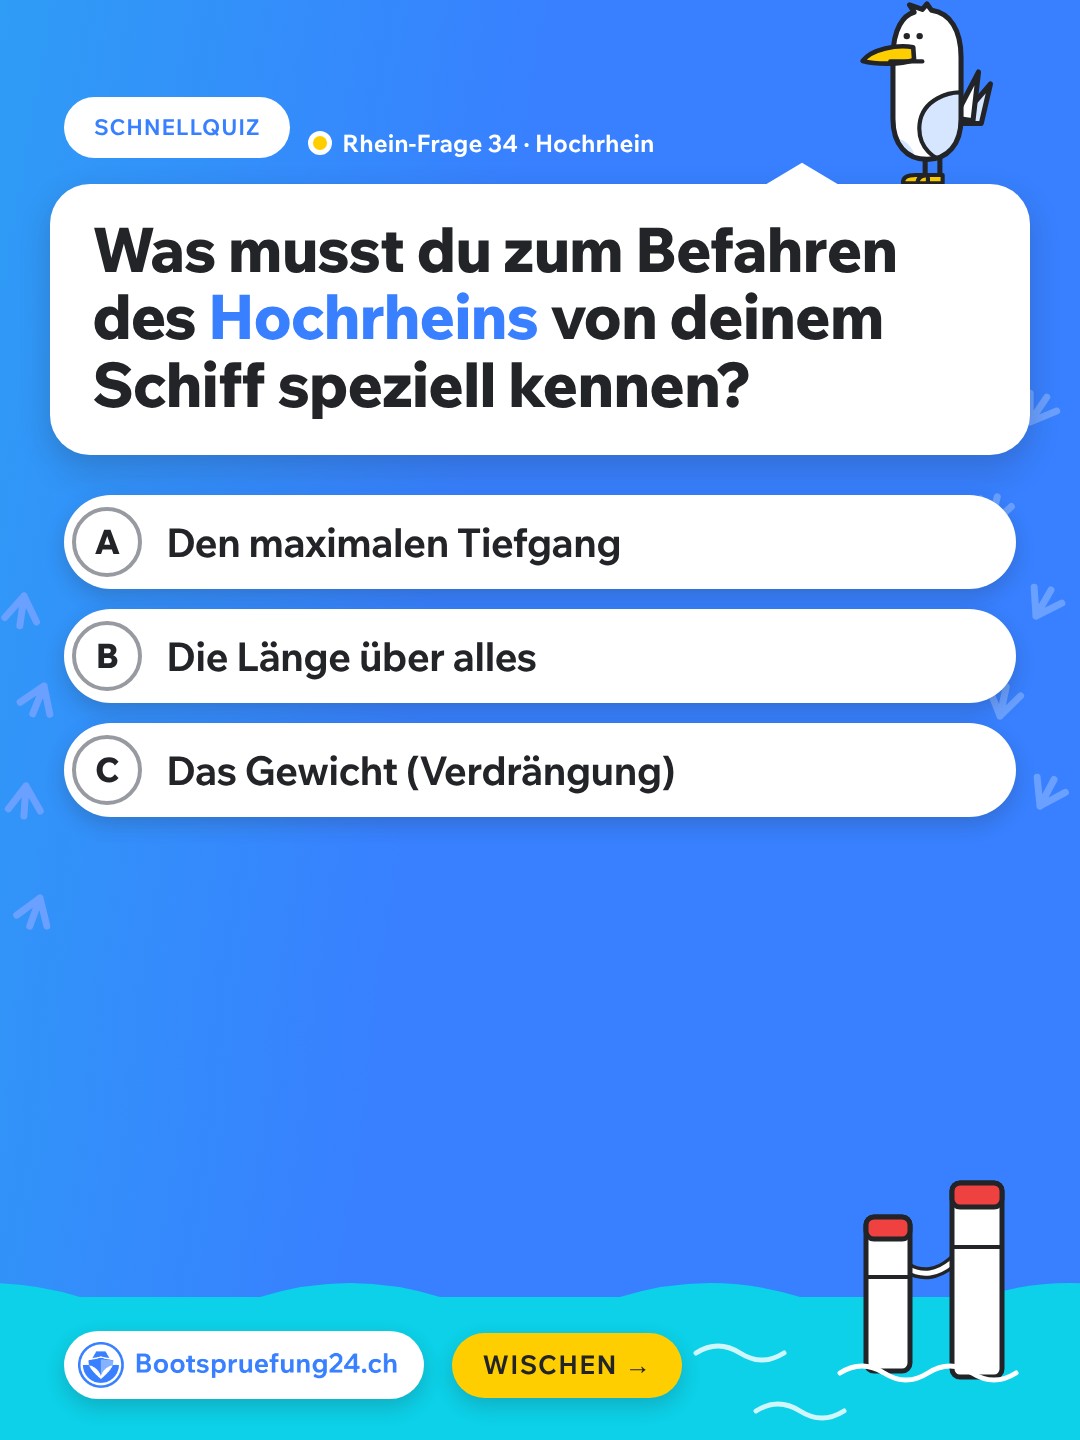 SCHNELLQUIZ
Rhein-Frage 34 · Hochrhein
Was musst du zum Befahren
des Hochrheins von deinem
Schiff speziell kennen?
A Den maximalen Tiefgang
B Die Länge über alles
C Das Gewicht (Verdrängung)
Bootspruefung24.ch
WISCHEN →